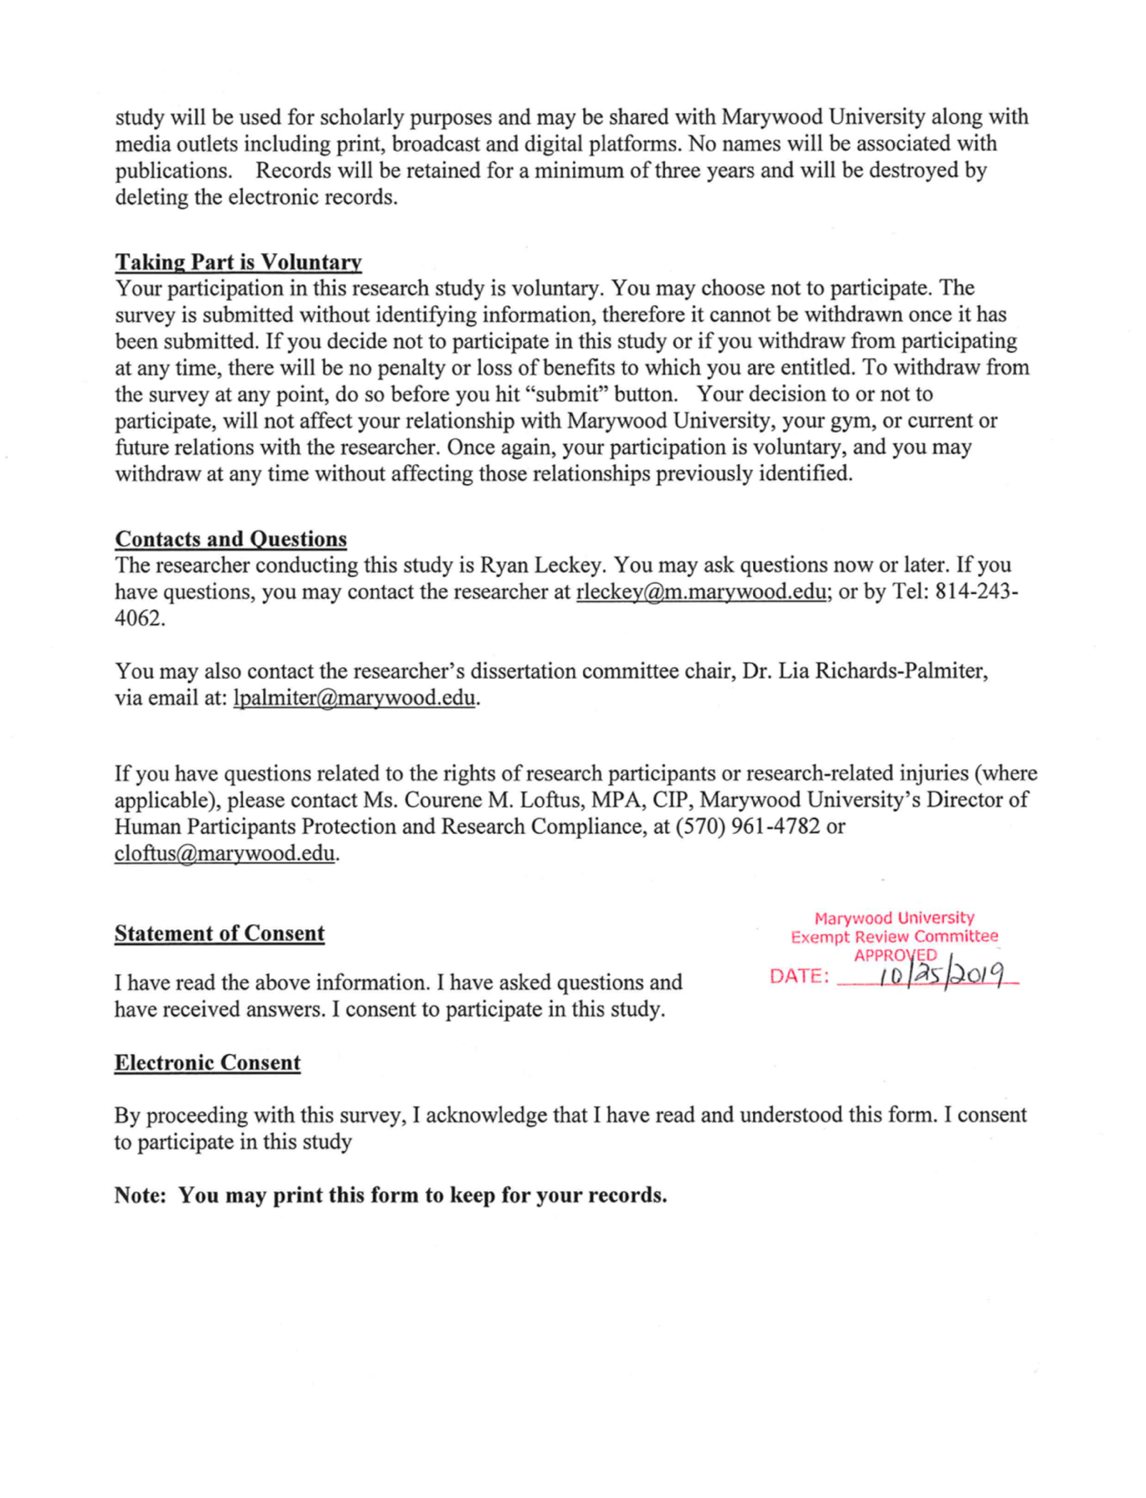 study will be used for scholarly purposes and may be shared with Marywood University along with
media outlets including print, broadcast and digital platforms. No names will be associated with
publications.    Records will be retained for a minimum of three years and will be destroyed by
deleting the electronic records.
Taking Part is Voluntary
Your participation in this research study is voluntary. You may choose not to participate. The
survey is submitted without identifying information, therefore it cannot be withdrawn once it has
been submitted. If you decide not to participate in this study or if you withdraw from participating
at any time, there will be no penalty or loss of benefits to which you are entitled. To withdraw from
the survey at any point, do so before you hit “submit” button.   Your decision to or not to
participate, will not affect your relationship with Marywood University, your gym, or current or
future relations with the researcher. Once again, your participation is voluntary, and you may
withdraw at any time without affecting those relationships previously identified.
Contacts and Questions
The researcher conducting this study is Ryan Leckey. You may ask questions now or later. If you
have questions, you may contact the researcher at rleckey@m.marywood.edu; or by Tel: 814-243-
4062.
You may also contact the researcher’s dissertation committee chair, Dr. Lia Richards-Palmiter,
via email at: lpalmiter@marywood.edu.
If you have questions related to the rights of research participants or research-related injuries (where
applicable), please contact Ms. Courene M. Loftus, MPA, CIP, Marywood University’s Director of
Human Participants Protection and Research Compliance, at (570) 961-4782 or
cloftus@marywood.edu.
Statement of Consent
I have read the above information. I have asked questions and
have received answers. I consent to participate in this study.
Marywood University
Exempt Review Committee
APPROVED
DATE: 10/25/2019
Electronic Consent
By proceeding with this survey, I acknowledge that I have read and understood this form. I consent
to participate in this study
Note:  You may print this form to keep for your records.